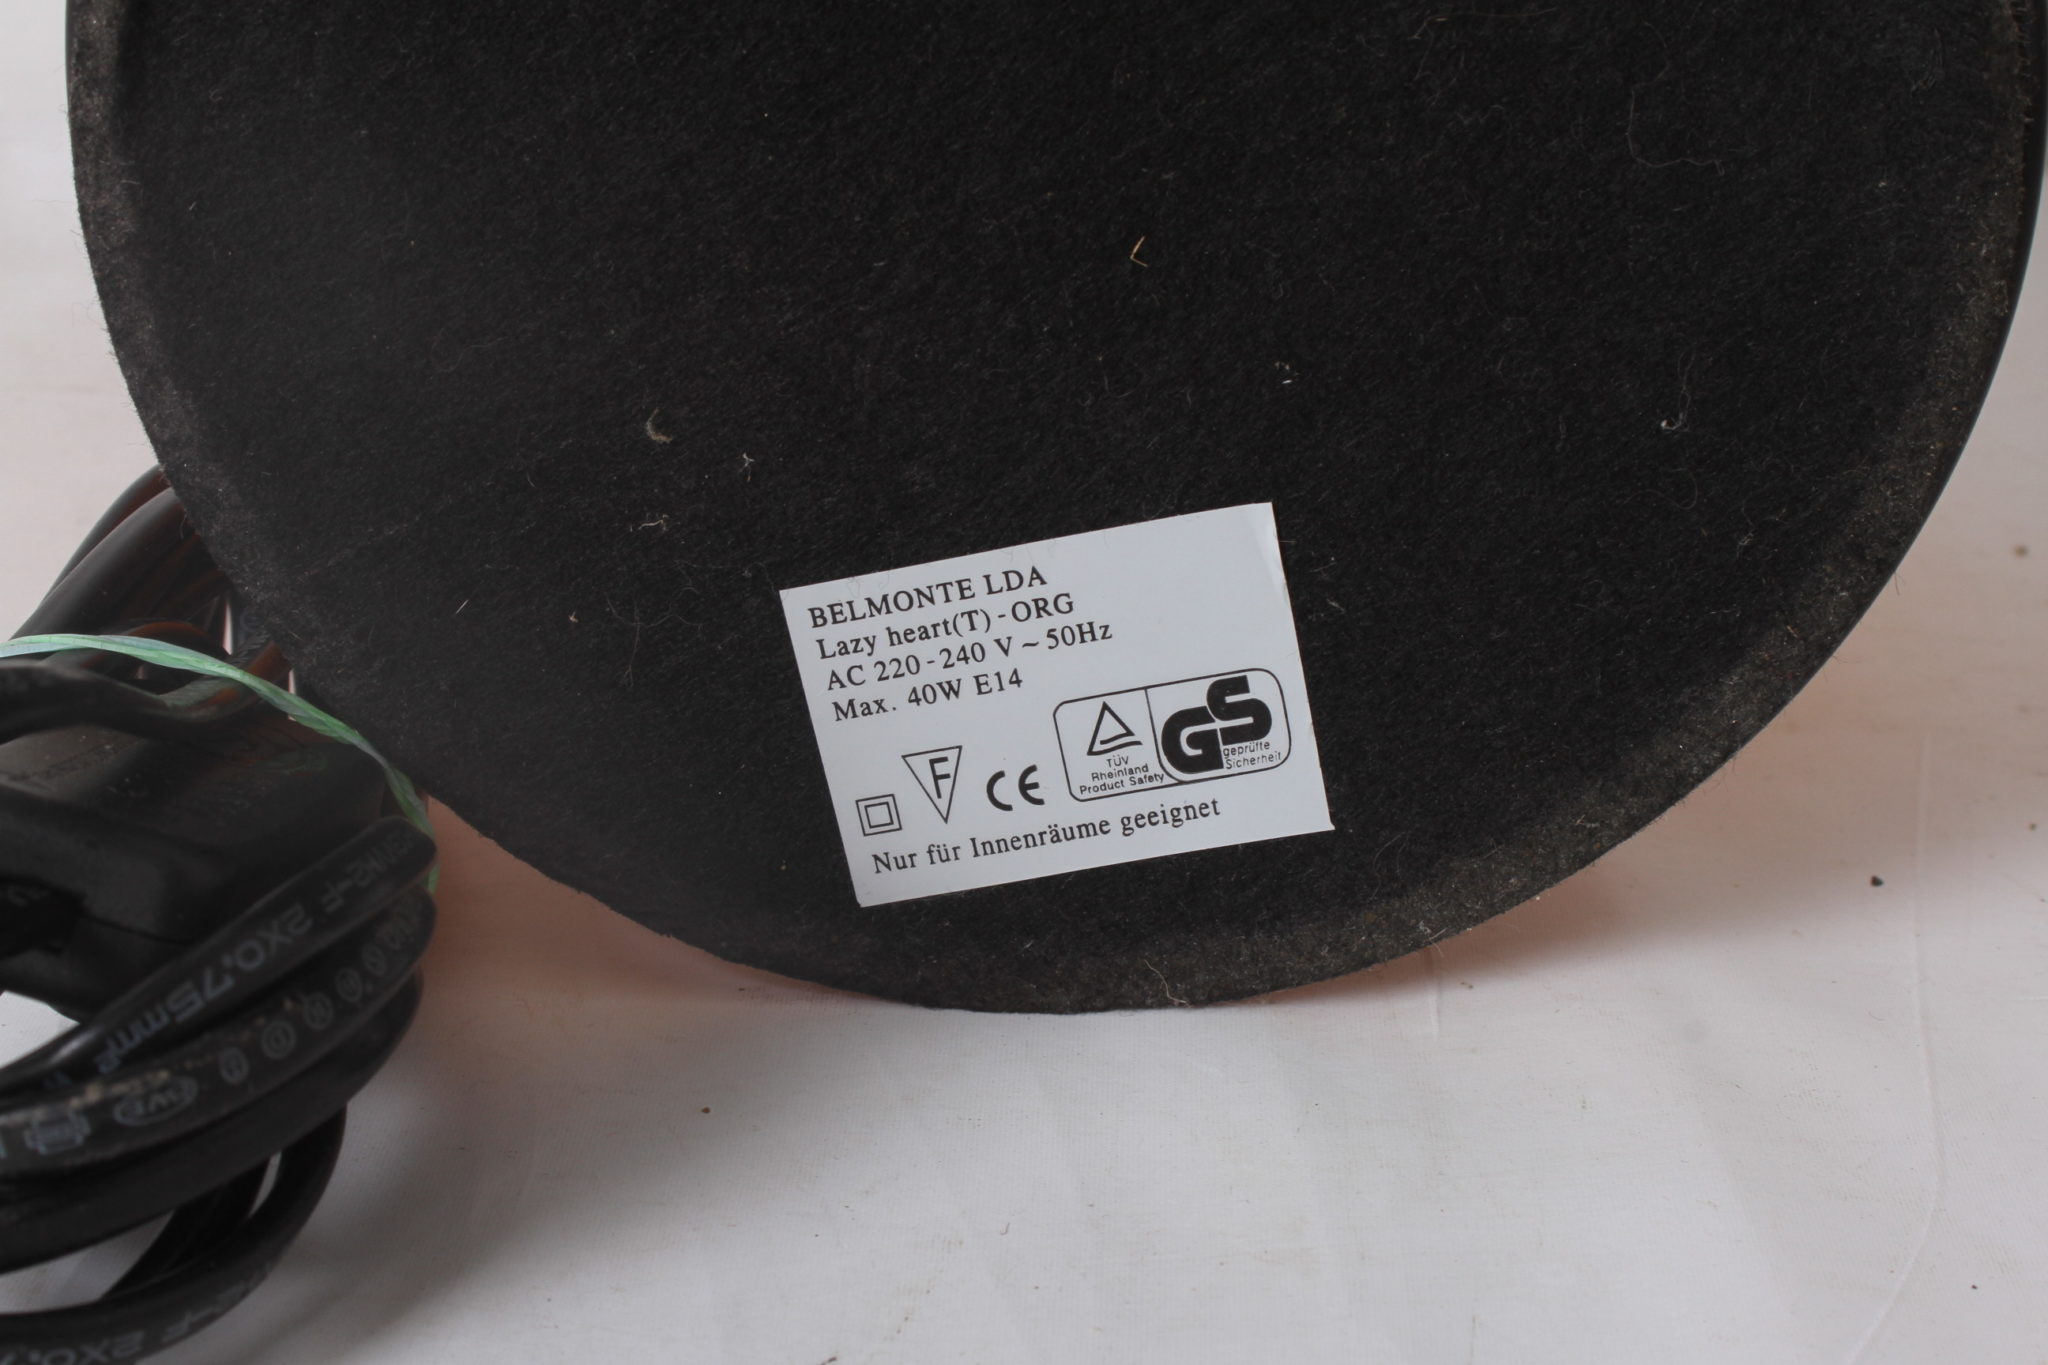 BELMONTE LDA
Lazy heart(T) - ORG
AC 220 - 240 V ~ 50Hz
Max. 40W E14
F
CE
TÜV
Rheinland
Product Safety
GS
geprüfte
Sicherheit
Nur für Innenräume geeignet
2X0.75mm²